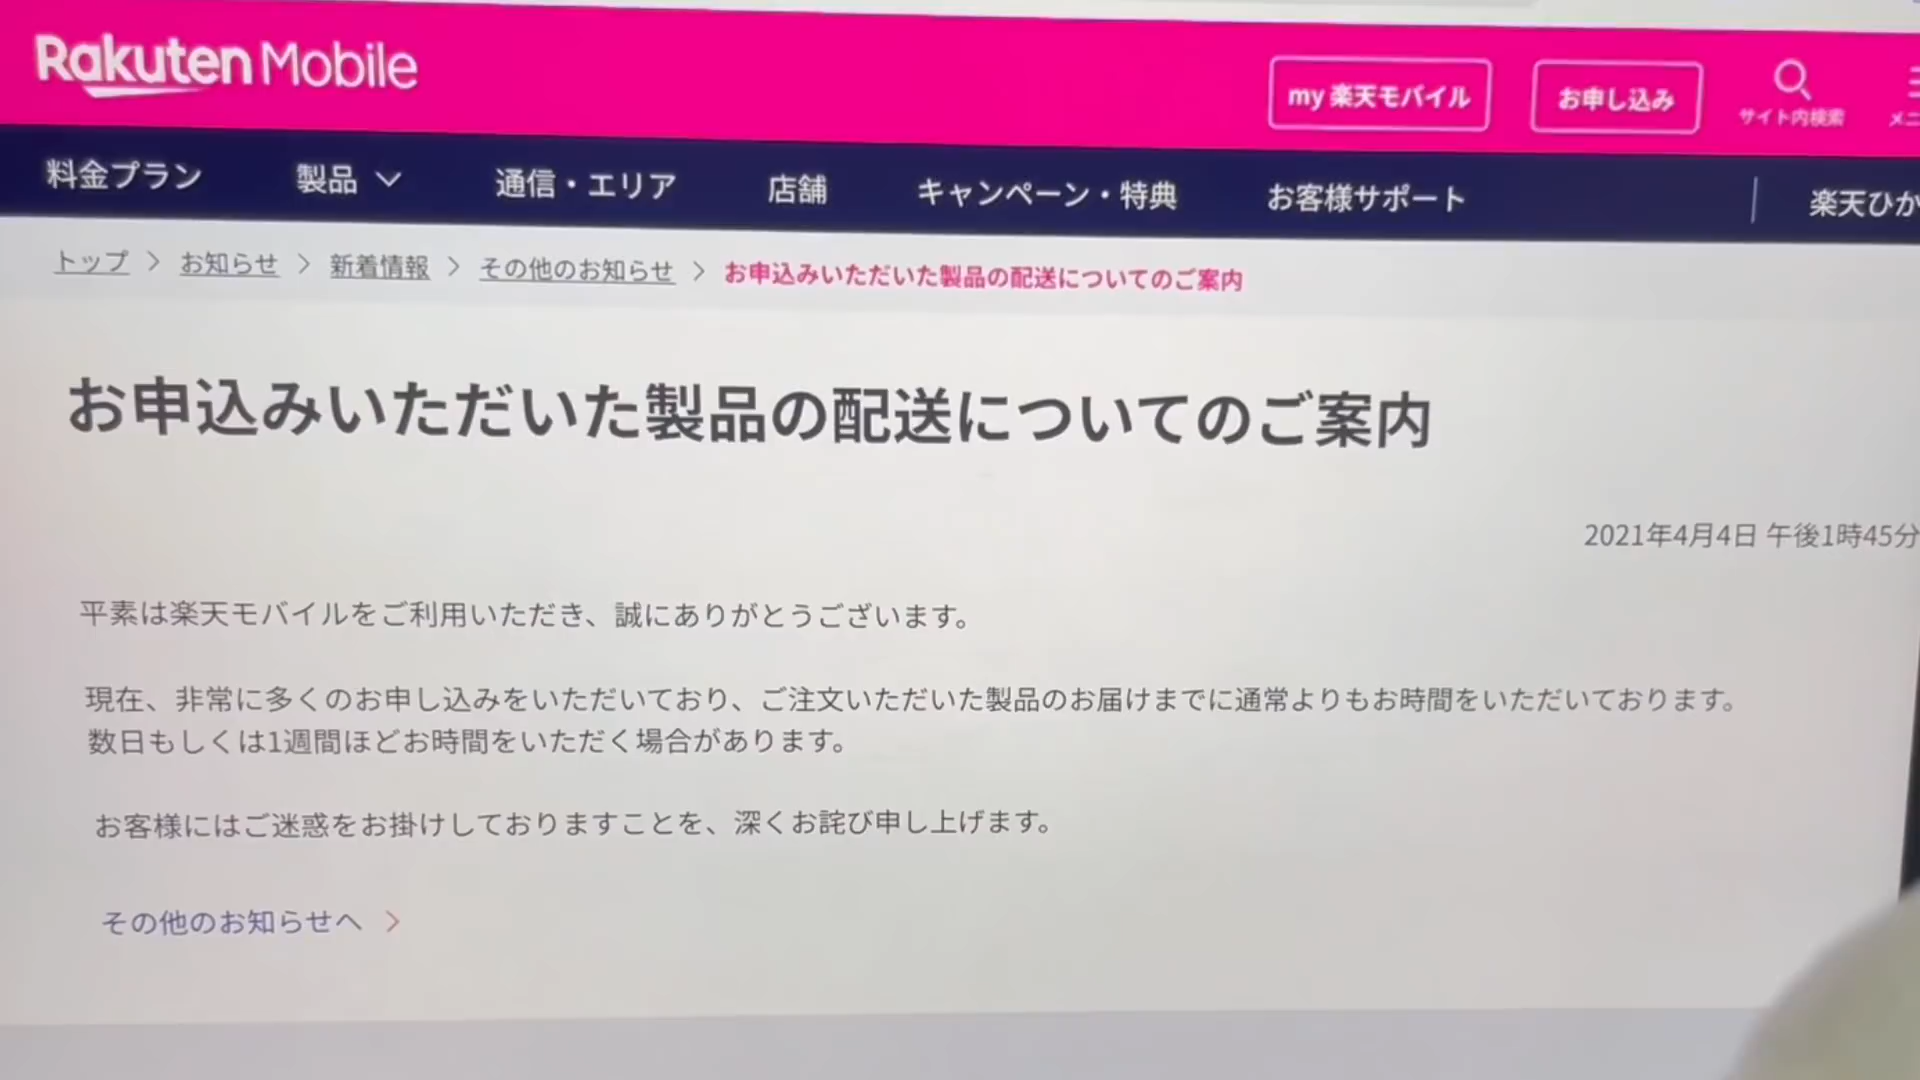 Rakuten Mobile
my 楽天モバイル
お申し込み
サイト内検索
料金プラン
製品
通信・エリア
店舗
キャンペーン・特典
お客様サポート
トップ > お知らせ > 新着情報 > その他のお知らせ > お申込みいただいた製品の配送についてのご案内
お申込みいただいた製品の配送についてのご案内
2021年4月4日 午後1時45分
平素は楽天モバイルをご利用いただき、誠にありがとうございます。
現在、非常に多くのお申し込みをいただいており、ご注文いただいた製品のお届けまでに通常よりもお時間をいただいております。
数日もしくは1週間ほどお時間をいただく場合があります。
お客様にはご迷惑をお掛けしておりますことを、深くお詫び申し上げます。
その他のお知らせへ >